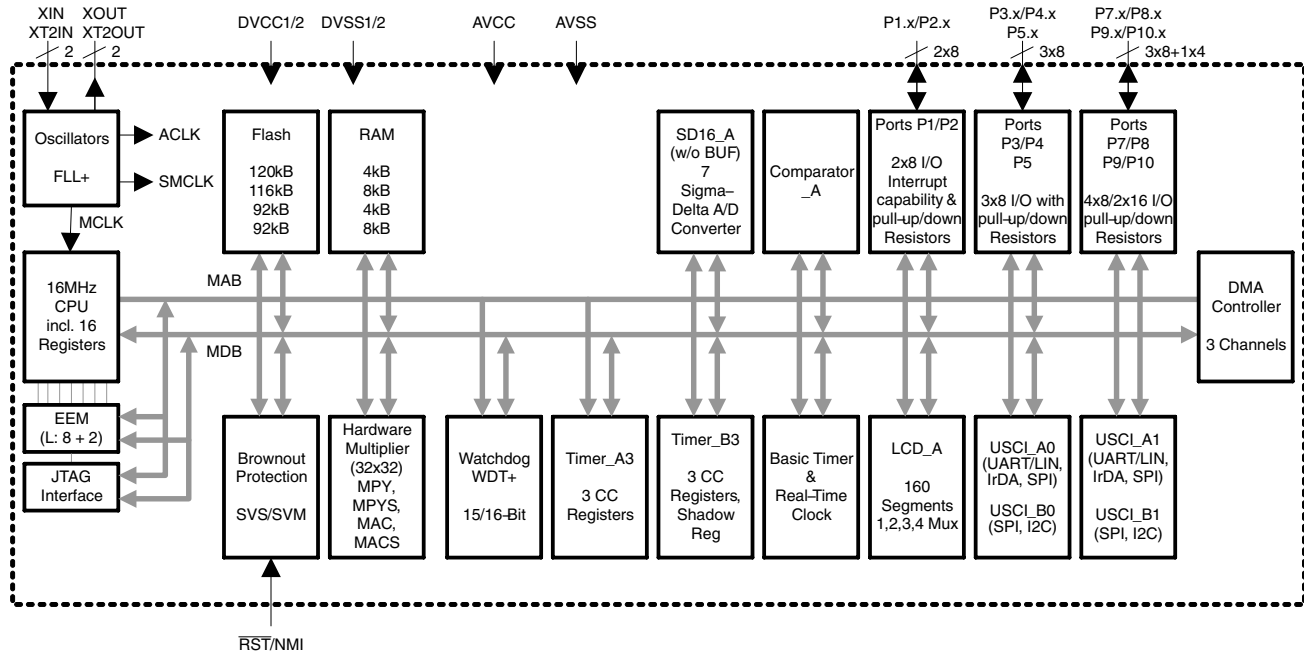 XIN
XT2IN
2
XOUT
XT2OUT
2
DVCC1/2
DVSS1/2
AVCC
AVSS
P1.x/P2.x
2x8
P3.x/P4.x
P5.x
3x8
P7.x/P8.x
P9.x/P10.x
3x8+1x4
Oscillators
FLL+
ACLK
SMCLK
MCLK
Flash
120kB
116kB
92kB
92kB
RAM
4kB
8kB
4kB
8kB
SD16_A
(w/o BUF)
7
Sigma–
Delta A/D
Converter
Comparator
_A
Ports P1/P2
2x8 I/O
Interrupt
capability &
pull–up/down
Resistors
Ports
P3/P4
P5
3x8 I/O with
pull–up/down
Resistors
Ports
P7/P8
P9/P10
4x8/2x16 I/O
pull–up/down
Resistors
16MHz
CPU
incl. 16
Registers
MAB
MDB
DMA
Controller
3 Channels
EEM
(L: 8 + 2)
JTAG
Interface
Brownout
Protection
SVS/SVM
Hardware
Multiplier
(32x32)
MPY,
MPYS,
MAC,
MACS
Watchdog
WDT+
15/16–Bit
Timer_A3
3 CC
Registers
Timer_B3
3 CC
Registers,
Shadow
Reg
Basic Timer
&
Real–Time
Clock
LCD_A
160
Segments
1,2,3,4 Mux
USCI_A0
(UART/LIN,
IrDA, SPI)
USCI_B0
(SPI, I2C)
USCI_A1
(UART/LIN,
IrDA, SPI)
USCI_B1
(SPI, I2C)
RST/NMI